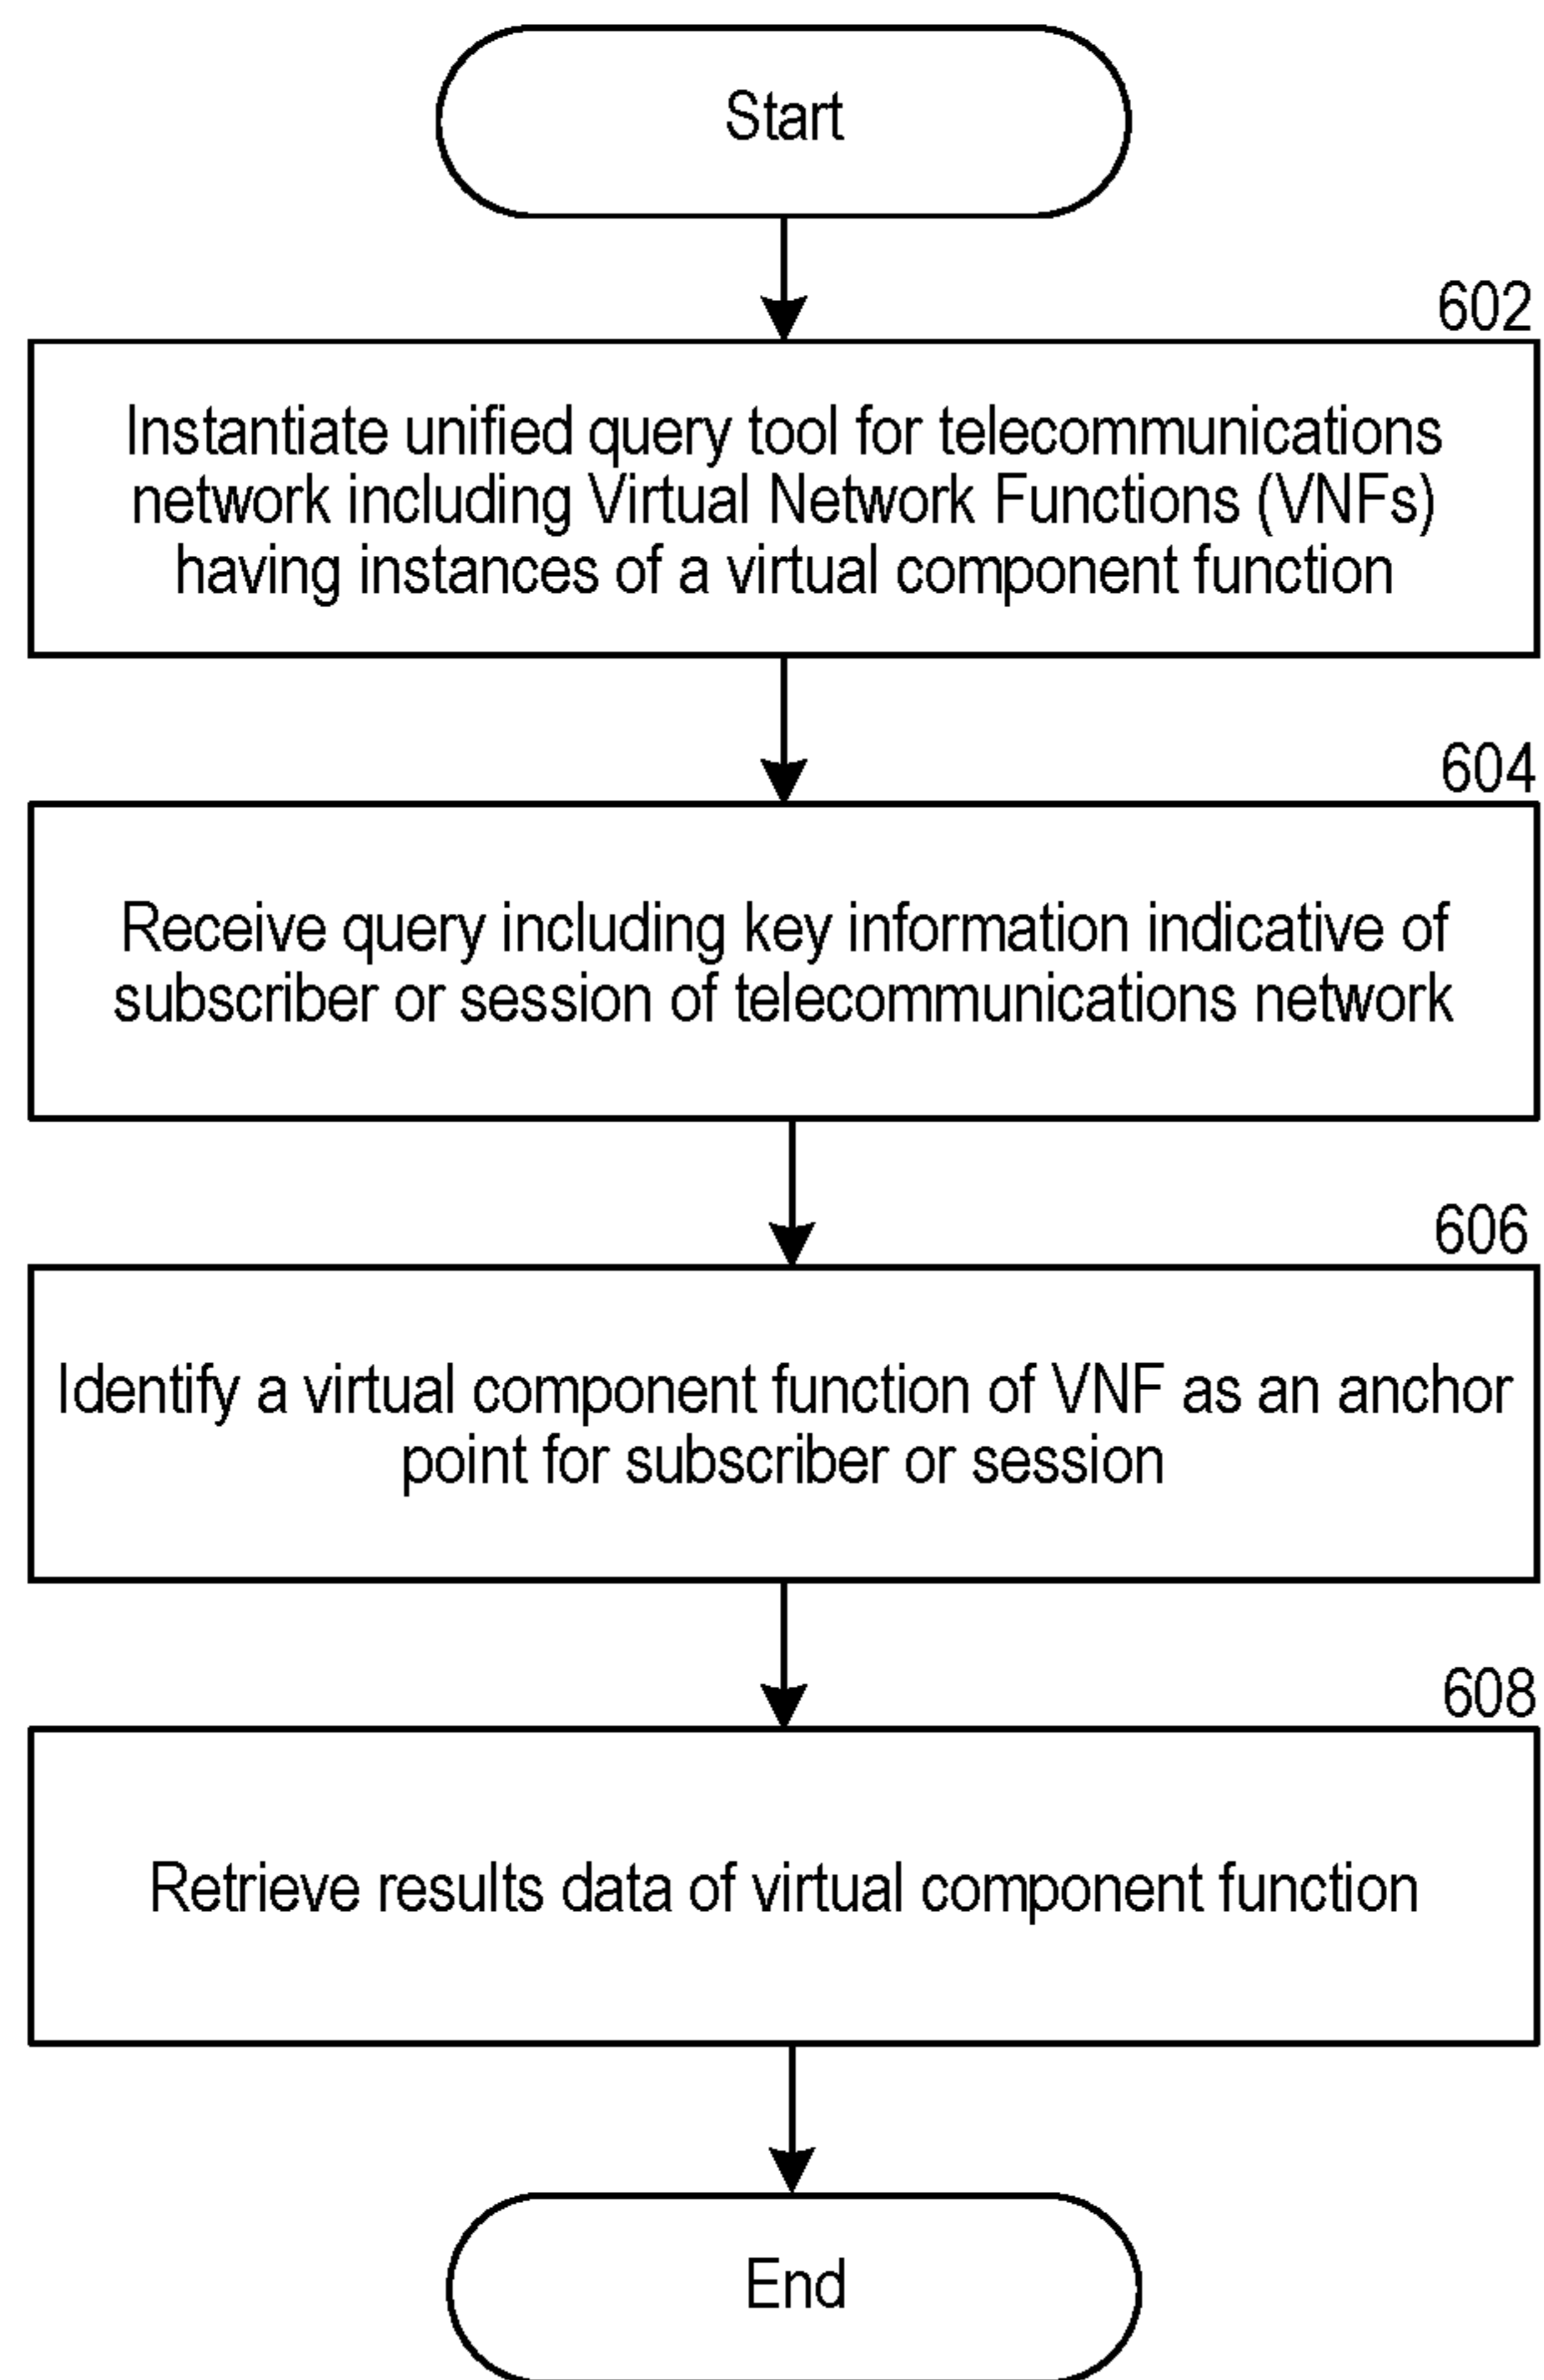 Start
602
Instantiate unified query tool for telecommunications
network including Virtual Network Functions (VNFs)
having instances of a virtual component function
604
Receive query including key information indicative of
subscriber or session of telecommunications network
606
Identify a virtual component function of VNF as an anchor
point for subscriber or session
608
Retrieve results data of virtual component function
End